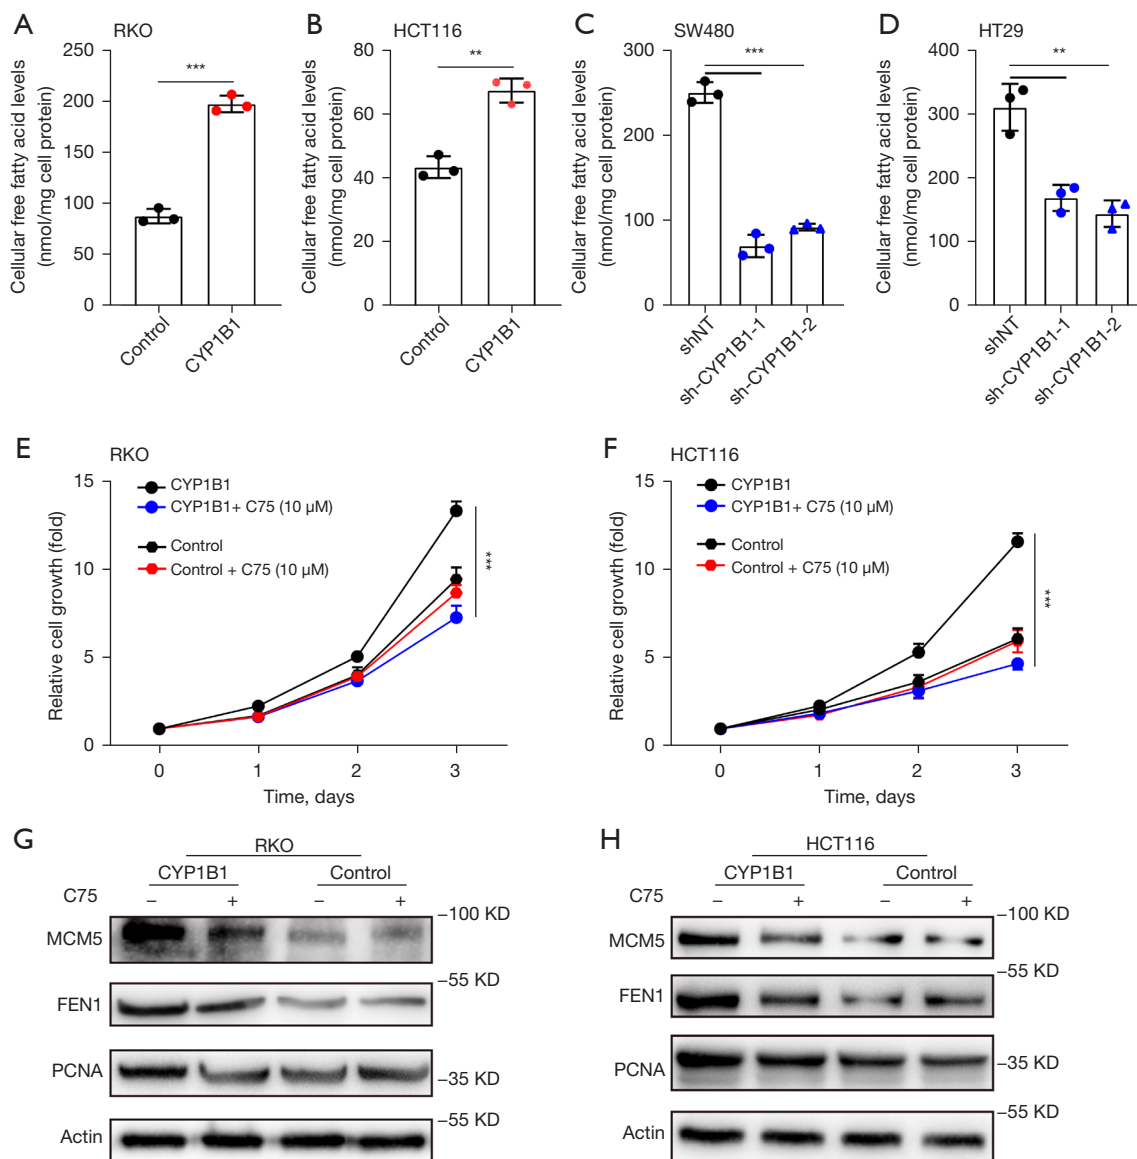 A
RKO
Cellular free fatty acid levels
(nmol/mg cell protein)
250
200
150
100
50
0
***
Control
CYP1B1
B
HCT116
Cellular free fatty acid levels
(nmol/mg cell protein)
80
60
40
20
0
**
Control
CYP1B1
C
SW480
Cellular free fatty acid levels
(nmol/mg cell protein)
300
200
100
0
***
shNT
sh-CYP1B1-1
sh-CYP1B1-2
D
HT29
Cellular free fatty acid levels
(nmol/mg cell protein)
400
300
200
100
0
**
shNT
sh-CYP1B1-1
sh-CYP1B1-2
E
RKO
Relative cell growth (fold)
15
10
5
0
CYP1B1
CYP1B1+ C75 (10 μM)
Control
Control + C75 (10 μM)
***
0 1 2 3
Time, days
F
HCT116
Relative cell growth (fold)
15
10
5
0
CYP1B1
CYP1B1+ C75 (10 μM)
Control
Control + C75 (10 μM)
***
0 1 2 3
Time, days
G
RKO
CYP1B1 Control
C75 – + – +
–100 KD
MCM5
–55 KD
FEN1
PCNA
–35 KD
–55 KD
Actin
H
HCT116
CYP1B1 Control
C75 – + – +
–100 KD
MCM5
–55 KD
FEN1
–35 KD
PCNA
–55 KD
Actin